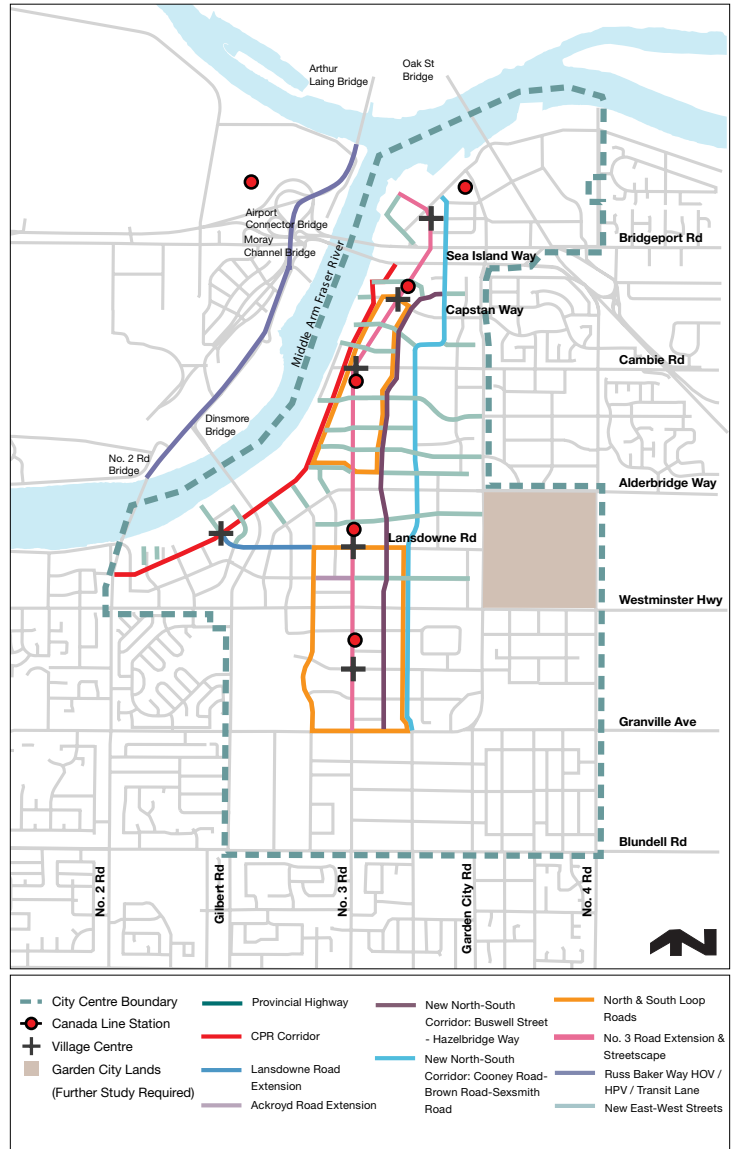 Arthur
Laing Bridge
Oak St
Bridge
Airport
Connector Bridge
Moray
Channel Bridge
Bridgeport Rd
Sea Island Way
Middle Arm Fraser River
Capstan Way
Cambie Rd
Dinsmore
Bridge
No. 2 Rd
Bridge
Alderbridge Way
Lansdowne Rd
Westminster Hwy
Granville Ave
Blundell Rd
No. 2 Rd
Gilbert Rd
No. 3 Rd
Garden City Rd
No. 4 Rd
N
City Centre Boundary
Canada Line Station
Village Centre
Garden City Lands
(Further Study Required)
Provincial Highway
CPR Corridor
Lansdowne Road
Extension
Ackroyd Road Extension
New North-South
Corridor: Buswell Street
- Hazelbridge Way
New North-South
Corridor: Cooney Road-
Brown Road-Sexsmith
Road
North & South Loop
Roads
No. 3 Road Extension &
Streetscape
Russ Baker Way HOV /
HPV / Transit Lane
New East-West Streets